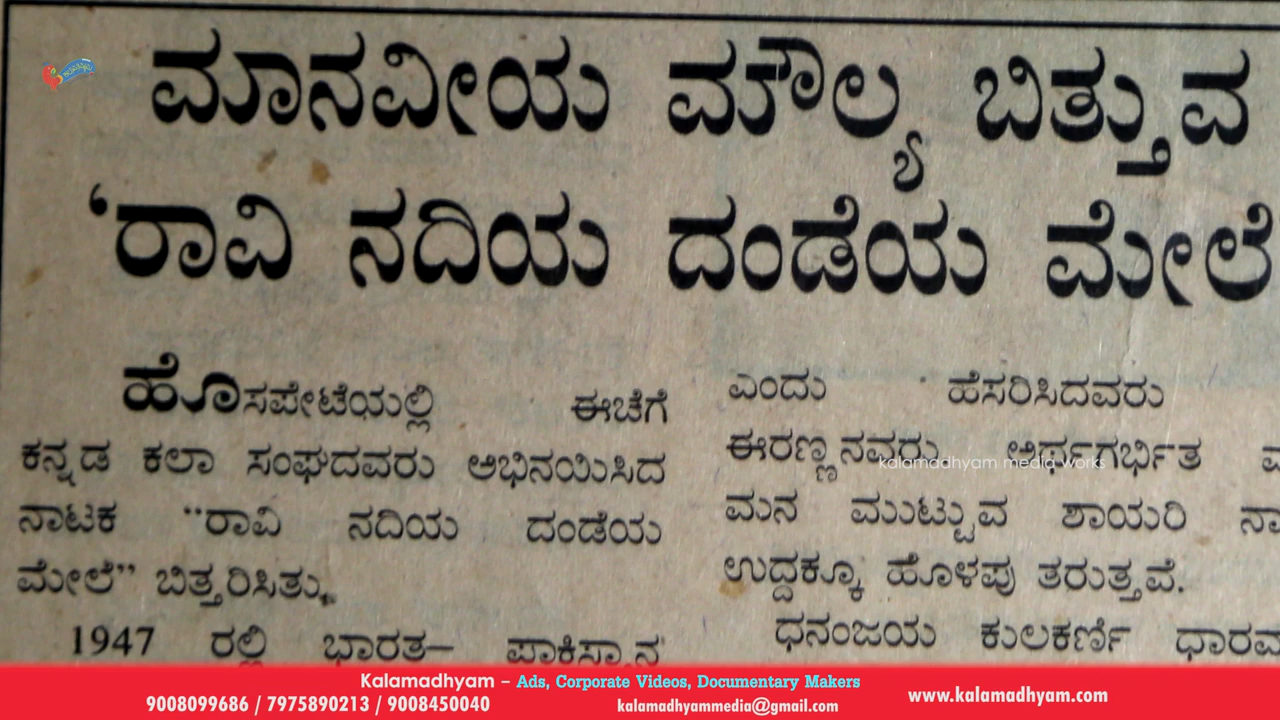 ಮಾನವೀಯ ಮೌಲ್ಯ ಬಿತ್ತುವ
‘ರಾವಿ ನದಿಯ ದಂಡೆಯ ಮೇಲೆ
ಹೊಸಪೇಟೆಯಲ್ಲಿ ಈಚೆಗೆ
ಕನ್ನಡ ಕಲಾ ಸಂಘದವರು ಅಭಿನಯಿಸಿದ
ನಾಟಕ “ರಾವಿ ನದಿಯ ದಂಡೆಯ
ಮೇಲೆ” ಬಿತ್ತರಿಸಿತ್ತು.
1947 ರಲ್ಲಿ ಭಾರತ– ಪಾಕಿಸ್ತಾನ
ಎಂದು ಹೆಸರಿಸಿದವರು
ಈರಣ್ಣನವರು ಅರ್ಥಗರ್ಭಿತ
ಮನ ಮುಟ್ಟುವ ಶಾಯರಿ
ಉದ್ದಕ್ಕೂ ಹೊಳಪು ತರುತ್ತವೆ.
ಧನಂಜಯ ಕುಲಕರ್ಣಿ
kalamadhyam media works
Kalamadhyam – Ads, Corporate Videos, Documentary Makers
9008099686 / 7975890213 / 9008450040
kalamadhyammedia@gmail.com
www.kalamadhyam.com